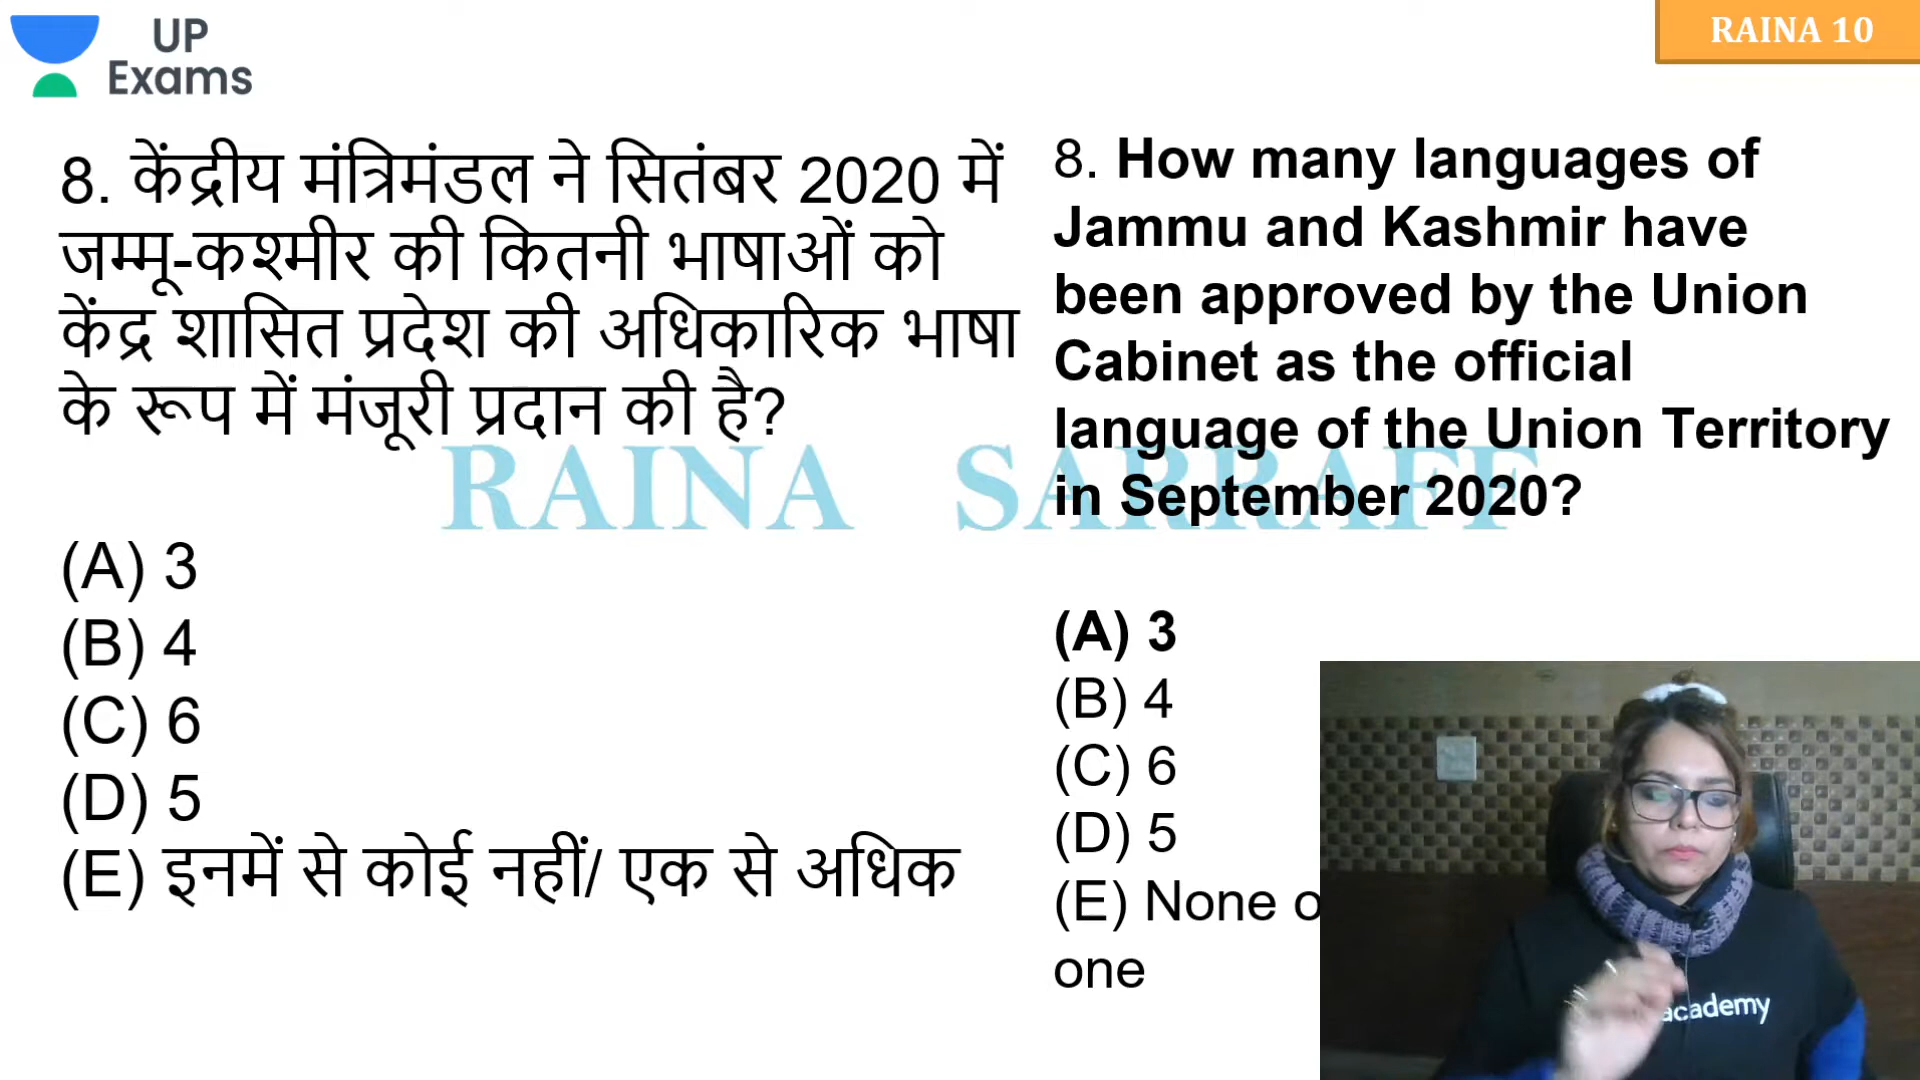 UP
Exams
RAINA 10
8. केंद्रीय मंत्रिमंडल ने सितंबर 2020 में
जम्मू-कश्मीर की कितनी भाषाओं को
केंद्र शासित प्रदेश की अधिकारिक भाषा
के रूप में मंजूरी प्रदान की है?
(A) 3
(B) 4
(C) 6
(D) 5
(E) इनमें से कोई नहीं/ एक से अधिक
8. How many languages of
Jammu and Kashmir have
been approved by the Union
Cabinet as the official
language of the Union Territory
in September 2020?
(A) 3
(B) 4
(C) 6
(D) 5
(E) None
one
RAINA SARRAFF
academy